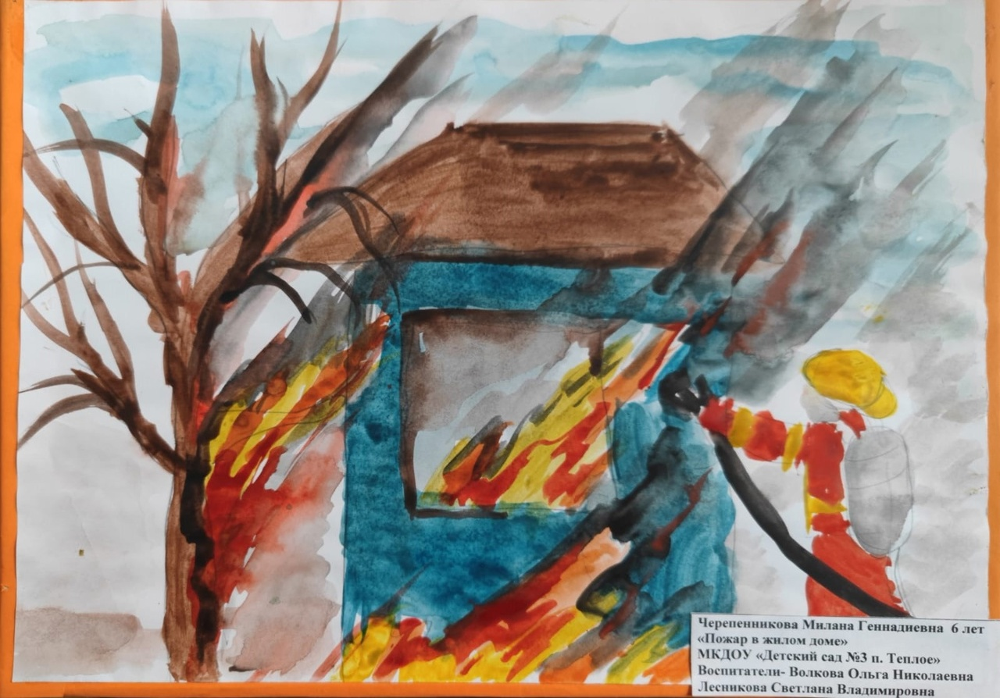 Черепенникова Милана Геннадиевна 6 лет
«Пожар в жилом доме»
МКДОУ «Детский сад №3 п. Теплое»
Воспитатели- Волкова Ольга Николаевна
Лесникова Светлана Владимировна